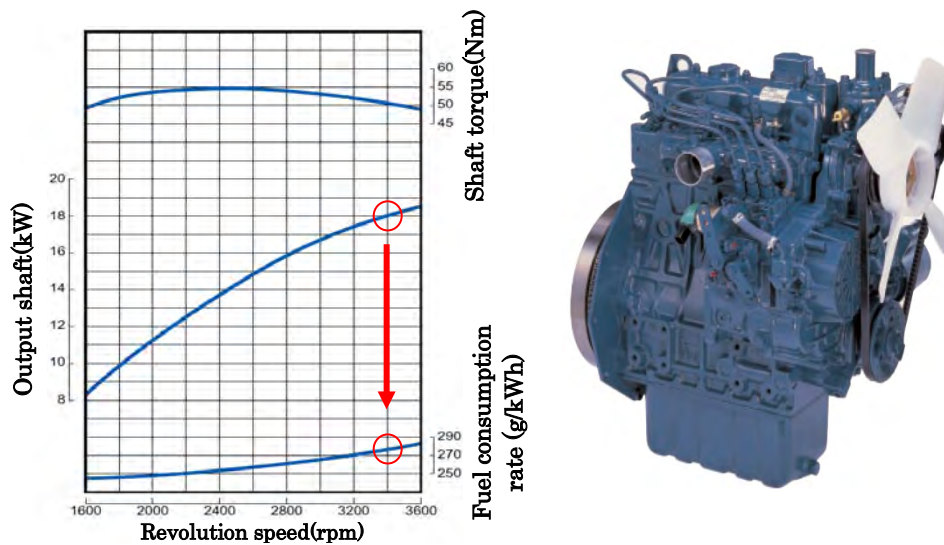 Output shaft(kW)
20
18
16
14
12
10
8
60
55
50
45
Shaft torque(Nm)
290
270
250
Fuel consumption
rate (g/kWh)
1600 2000 2400 2800 3200 3600
Revolution speed(rpm)